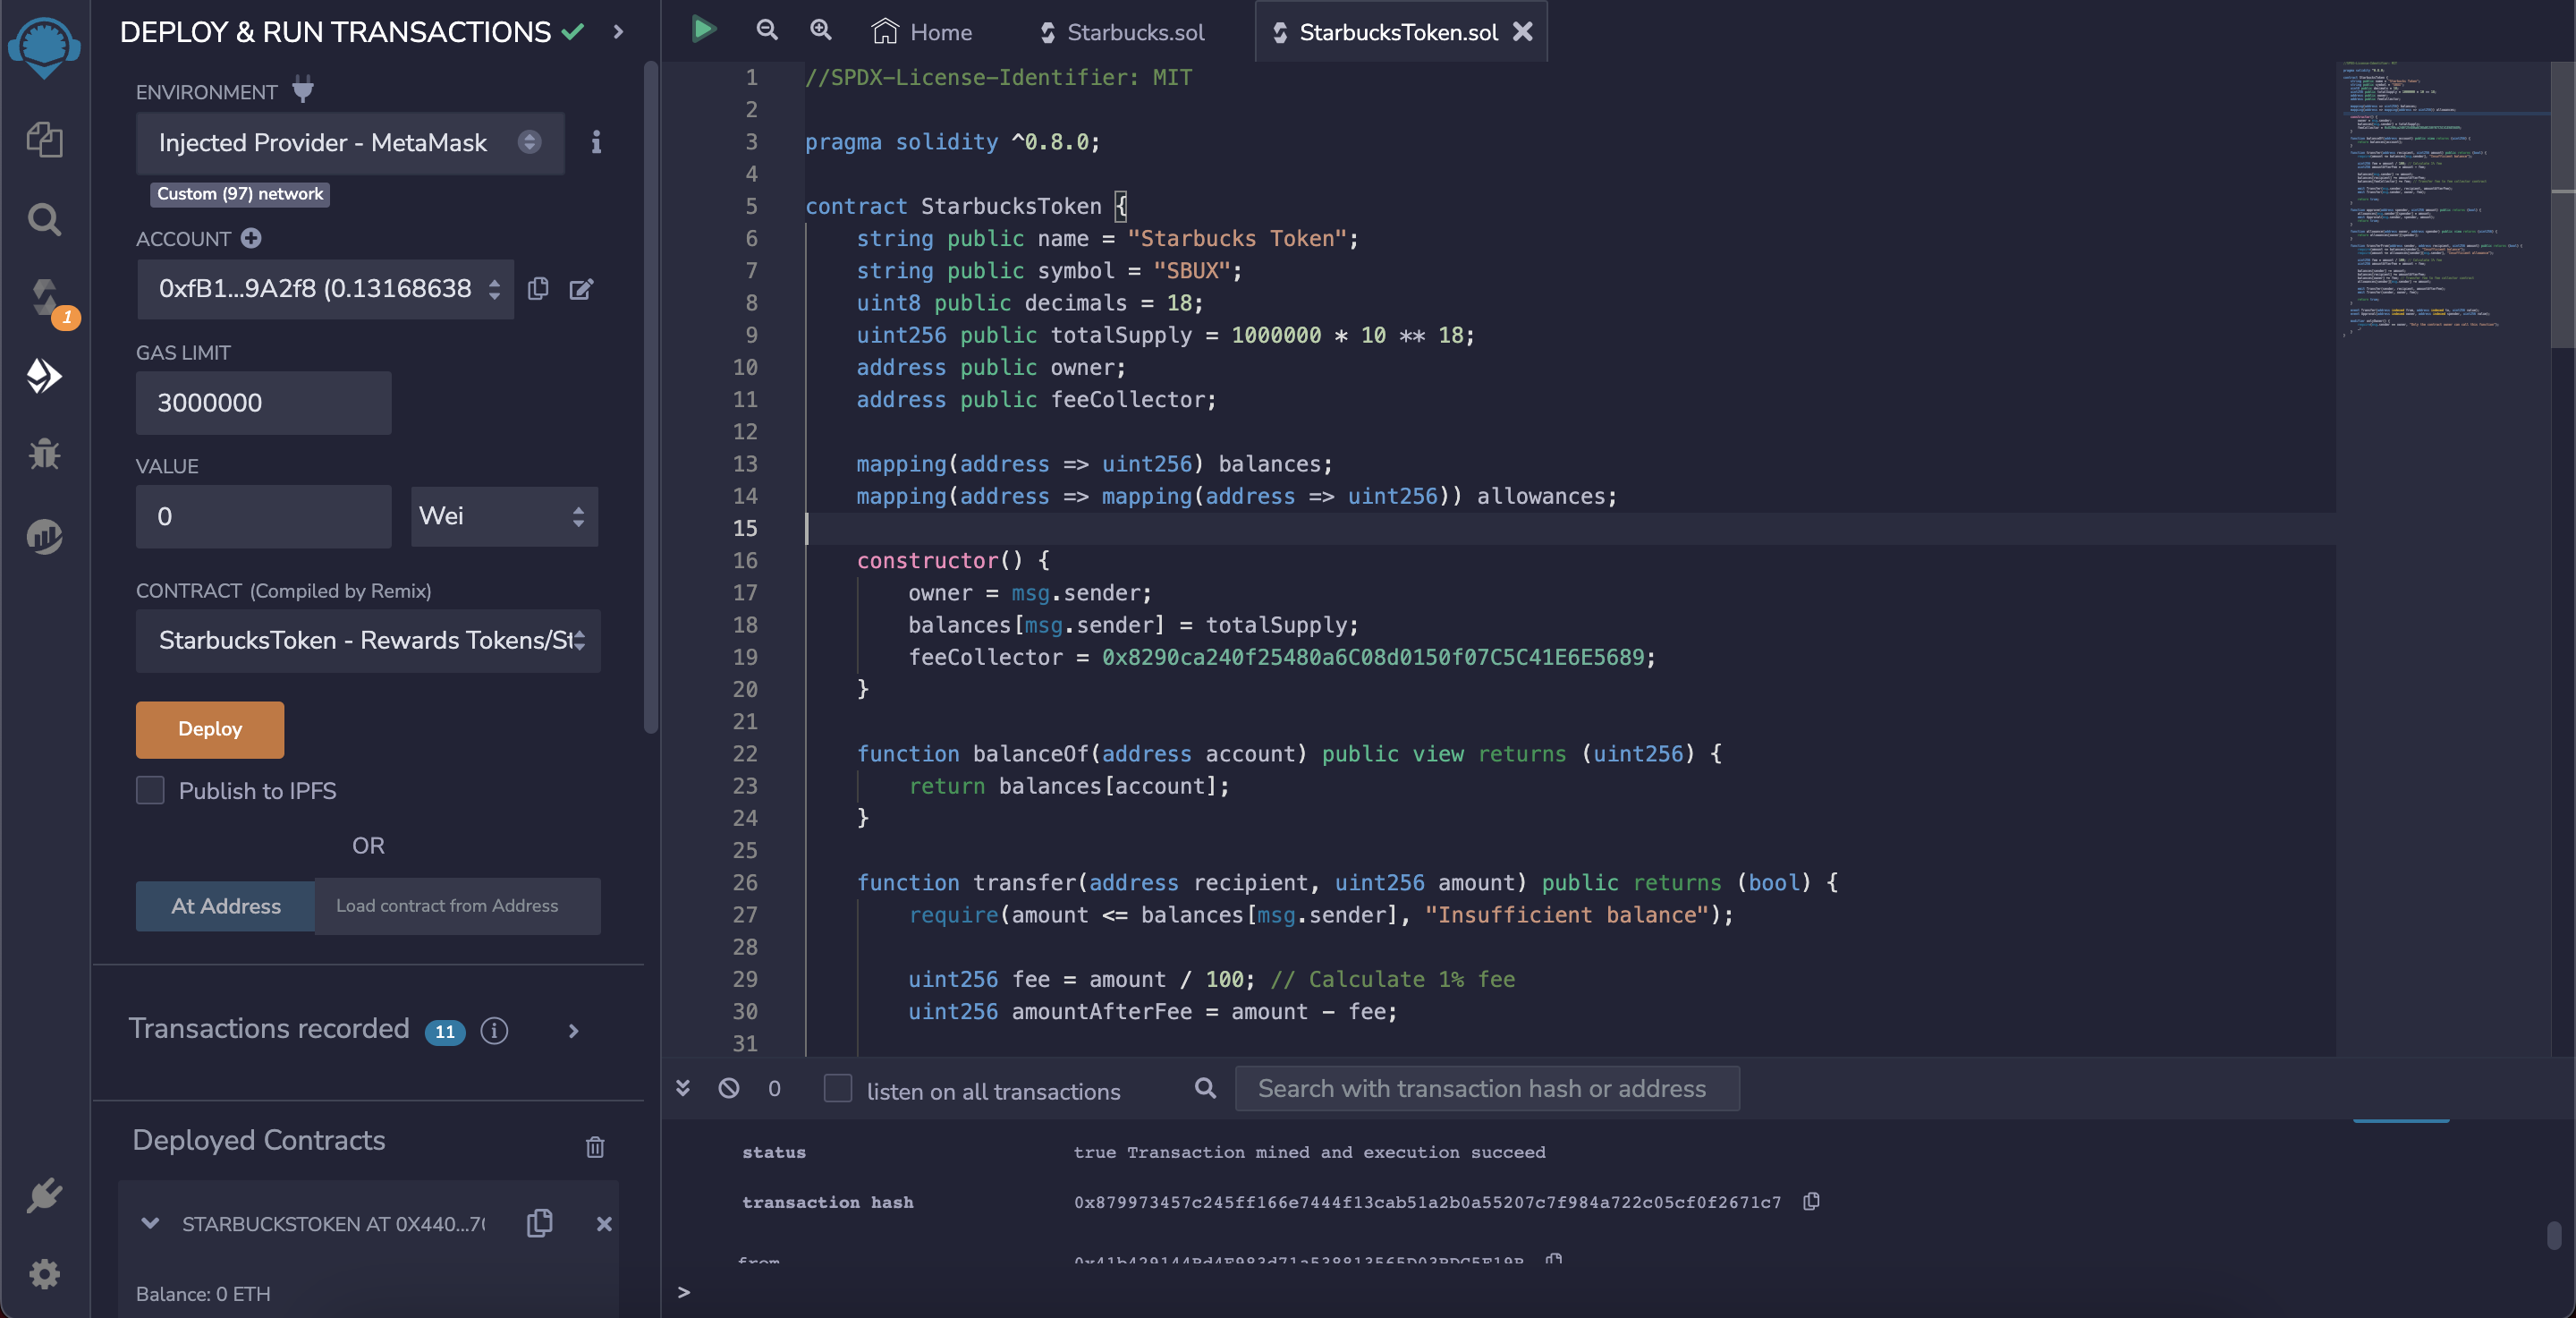 DEPLOY & RUN TRANSACTIONS
ENVIRONMENT
Injected Provider - MetaMask
Custom (97) network
ACCOUNT
0xfB1...9A2f8 (0.13168638
1
GAS LIMIT
3000000
VALUE
0
Wei
CONTRACT (Compiled by Remix)
StarbucksToken - Rewards Tokens/St
Deploy
Publish to IPFS
OR
At Address
Load contract from Address
Transactions recorded 11
Deployed Contracts
STARBUCKSTOKEN AT 0X440...
Balance: 0 ETH
Home
Starbucks.sol
StarbucksToken.sol
1 //SPDX-License-Identifier: MIT
2
3 pragma solidity ^0.8.0;
4
5 contract StarbucksToken {
6 string public name = "Starbucks Token";
7 string public symbol = "SBUX";
8 uint8 public decimals = 18;
9 uint256 public totalSupply = 1000000 * 10 ** 18;
10 address public owner;
11 address public feeCollector;
12
13 mapping(address => uint256) balances;
14 mapping(address => mapping(address => uint256)) allowances;
15
16 constructor() {
17 owner = msg.sender;
18 balances[msg.sender] = totalSupply;
19 feeCollector = 0x8290ca240f25480a6C08d0150f07C5C41E6E5689;
20 }
21
22 function balanceOf(address account) public view returns (uint256) {
23 return balances[account];
24 }
25
26 function transfer(address recipient, uint256 amount) public returns (bool) {
27 require(amount <= balances[msg.sender], "Insufficient balance");
28
29 uint256 fee = amount / 100; // Calculate 1% fee
30 uint256 amountAfterFee = amount - fee;
31
0
listen on all transactions
Search with transaction hash or address
status true Transaction mined and execution succeed
transaction hash 0x879973457c245ff166e7444f13cab51a2b0a55207c7f984a722c05cf0f2671c7
from
>